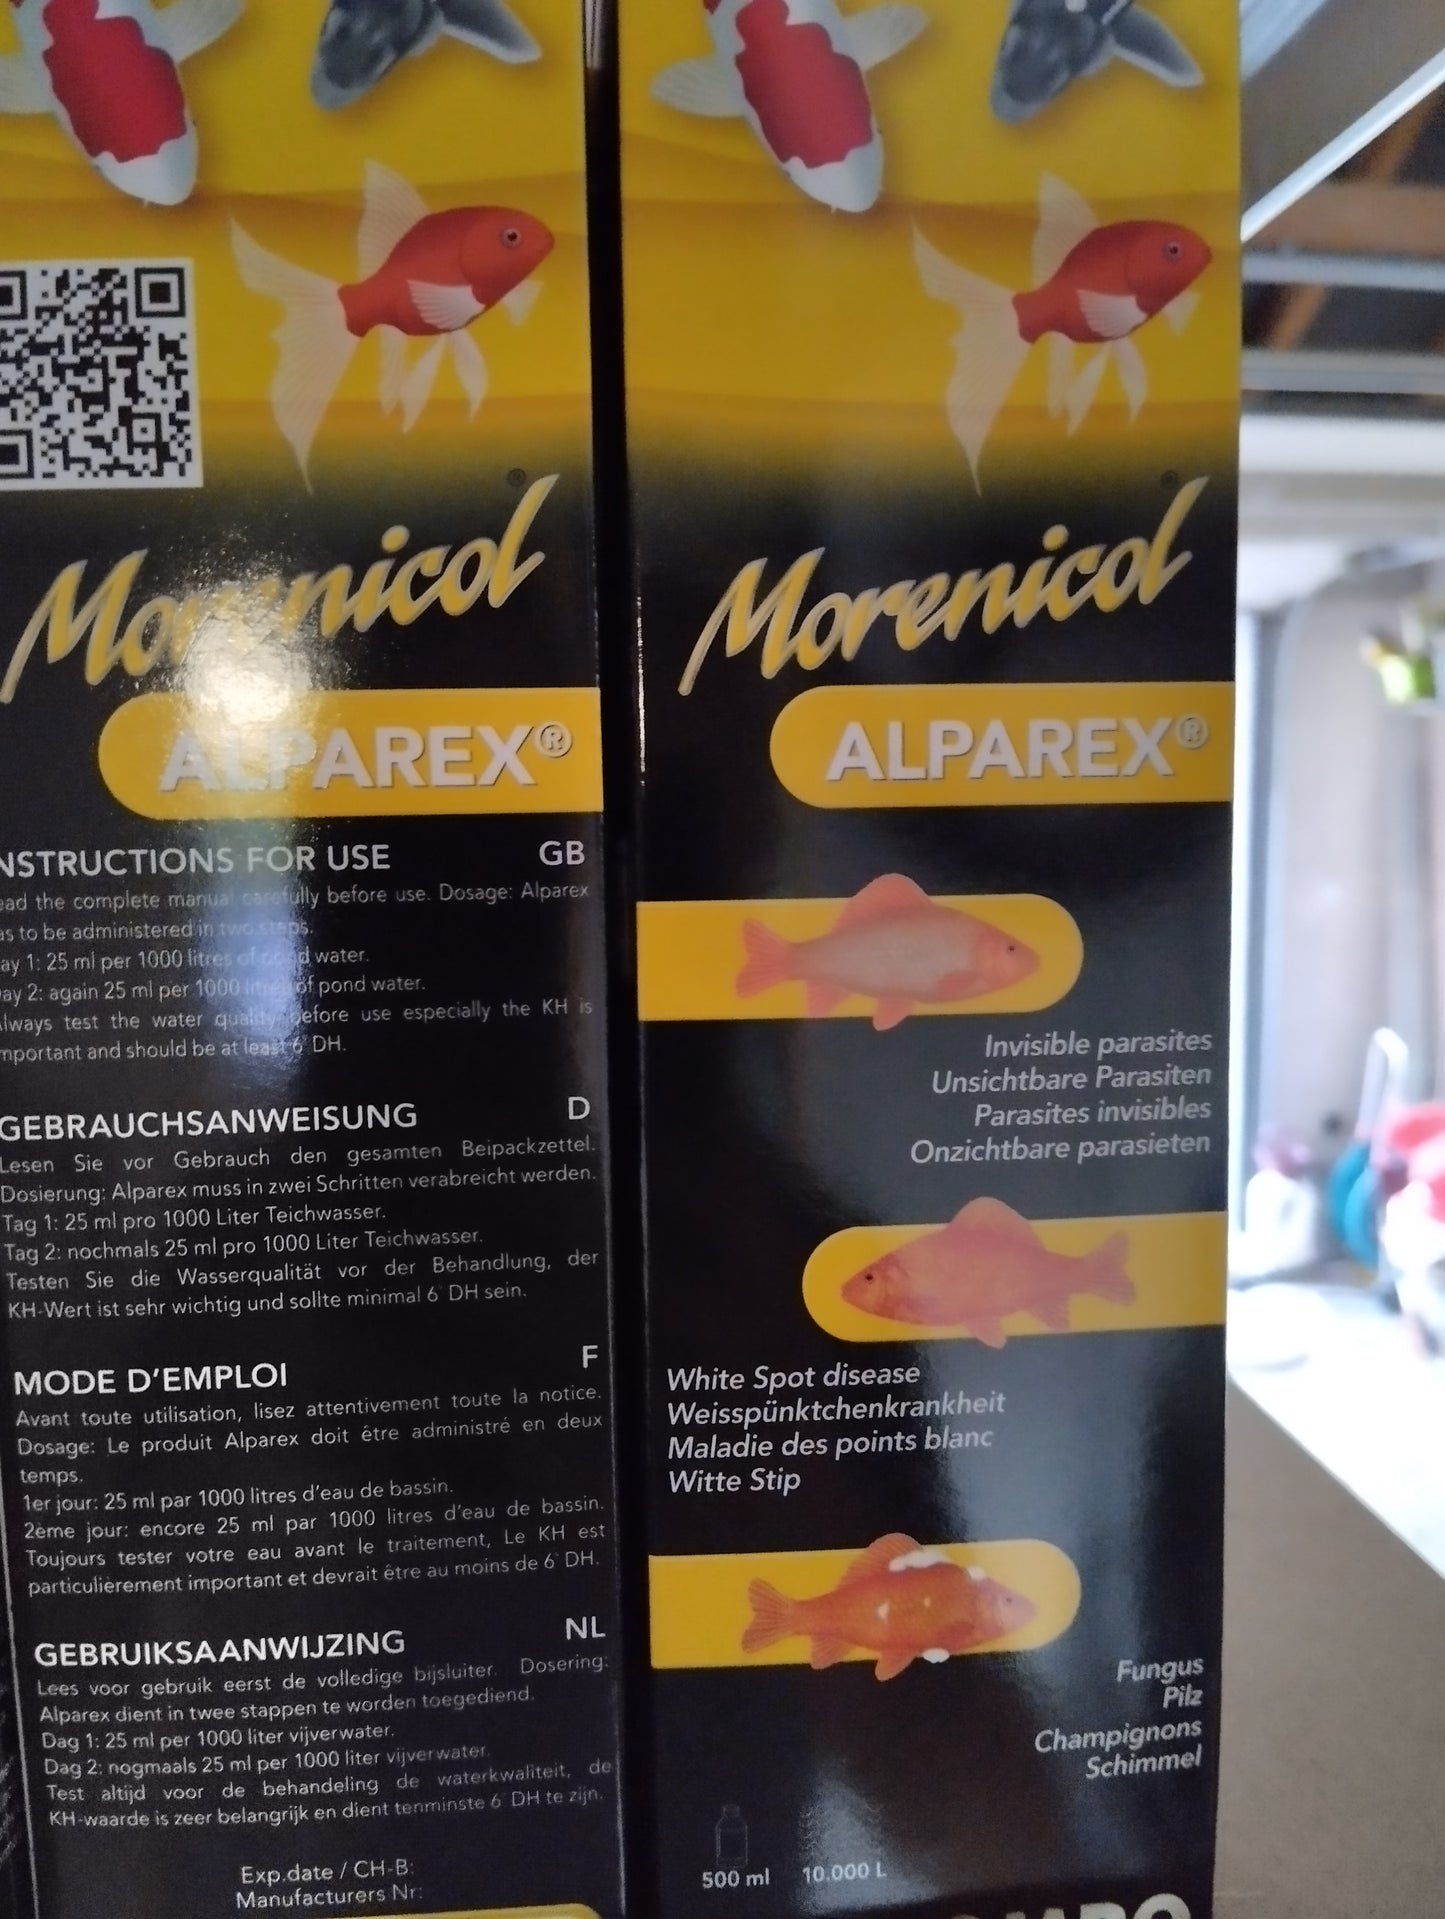 Morenicol
ALPAREX®
NSTRUCTIONS FOR USE GB
ead the complete manual carefully before use. Dosage: Alparex
as to be administered in two steps.
ay 1: 25 ml per 1000 litres of pond water.
ay 2: again 25 ml per 1000 litres of pond water.
lways test the water quality before use especially the KH is
mportant and should be at least 6° DH.
GEBRAUCHSANWEISUNG D
Lesen Sie vor Gebrauch den gesamten Beipackzettel.
Dosierung: Alparex muss in zwei Schritten verabreicht werden.
Tag 1: 25 ml pro 1000 Liter Teichwasser.
Tag 2: nochmals 25 ml pro 1000 Liter Teichwasser.
Testen Sie die Wasserqualität vor der Behandlung, der
KH-Wert ist sehr wichtig und sollte minimal 6° DH sein.
MODE D'EMPLOI F
Avant toute utilisation, lisez attentivement toute la notice.
Dosage: Le produit Alparex doit être administré en deux
temps.
1er jour: 25 ml par 1000 litres d'eau de bassin.
2ème jour: encore 25 ml par 1000 litres d'eau de bassin.
Toujours tester votre eau avant le traitement, Le KH est
particulièrement important et devrait être au moins de 6° DH.
GEBRUIKSAANWIJZING NL
Lees voor gebruik eerst de volledige bijsluiter. Dosering:
Alparex dient in twee stappen te worden toegediend.
Dag 1: 25 ml per 1000 liter vijverwater.
Dag 2: nogmaals 25 ml per 1000 liter vijverwater.
Test altijd voor de behandeling de waterkwaliteit, de
KH-waarde is zeer belangrijk en dient tenminste 6° DH te zijn.
Exp.date / CH-B:
Manufacturers Nr:
Morenicol®
ALPAREX®
Invisible parasites
Unsichtbare Parasiten
Parasites invisibles
Onzichtbare parasieten
White Spot disease
Weisspünktchenkrankheit
Maladie des points blanc
Witte Stip
Fungus
Pilz
Champignons
Schimmel
500 ml 10.000 L